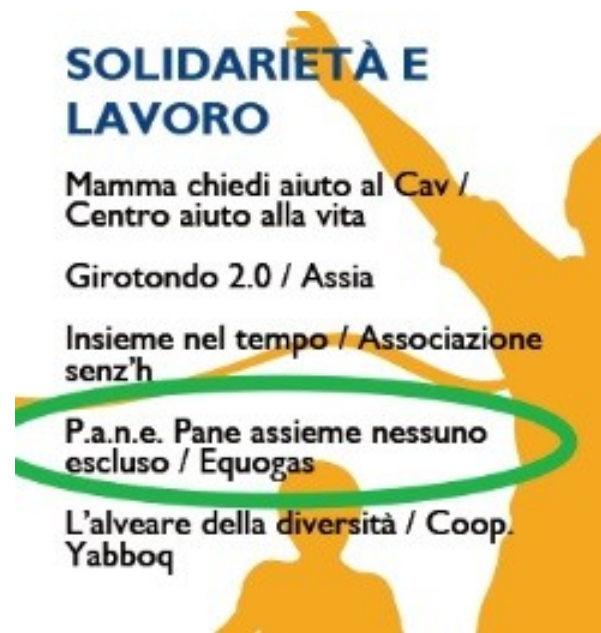 SOLIDARIETÀ E
LAVORO
Mamma chiedi aiuto al Cav /
Centro aiuto alla vita
Girotondo 2.0 / Assia
Insieme nel tempo / Associazione
senz'h
P.a.n.e. Pane assieme nessuno
escluso / Equogas
L'alveare della diversità / Coop.
Yabboq